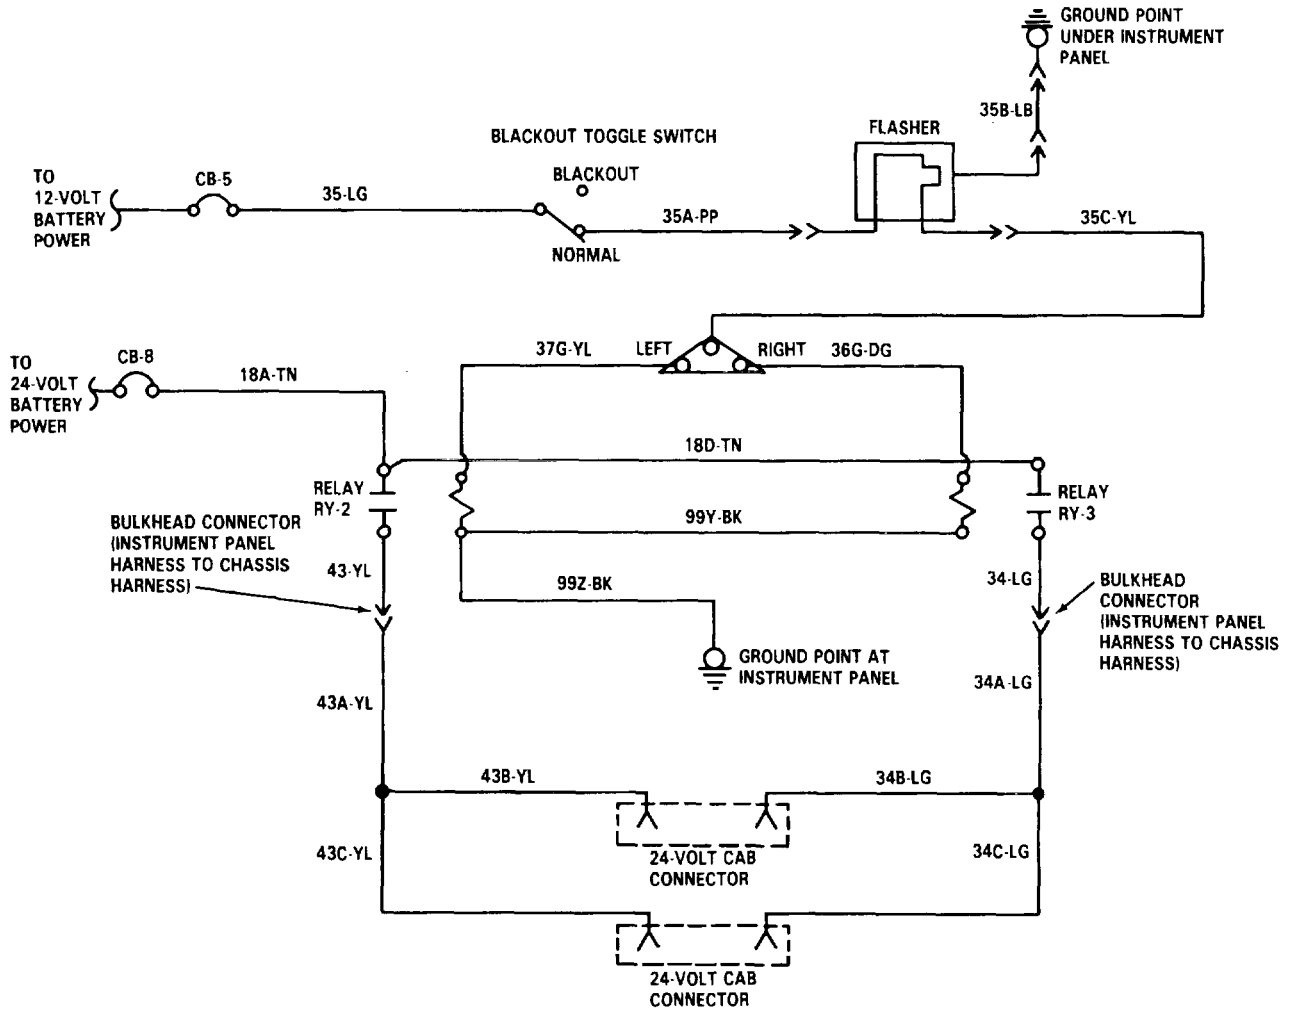 GROUND POINT
UNDER INSTRUMENT
PANEL
35B-LB
FLASHER
BLACKOUT TOGGLE SWITCH
BLACKOUT
TO
12-VOLT
BATTERY
POWER
CB-5
35-LG
35A-PP
35C-YL
NORMAL
TO
24-VOLT
BATTERY
POWER
CB-8
18A-TN
37G-YL
LEFT
RIGHT
36G-DG
18D-TN
RELAY
RY-2
RELAY
RY-3
99Y-BK
BULKHEAD CONNECTOR
(INSTRUMENT PANEL
HARNESS TO CHASSIS
HARNESS)
43-YL
99Z-BK
34-LG
BULKHEAD
CONNECTOR
(INSTRUMENT PANEL
HARNESS TO CHASSIS
HARNESS)
GROUND POINT AT
INSTRUMENT PANEL
43A-YL
34A-LG
43B-YL
34B-LG
43C-YL
34C-LG
24-VOLT CAB
CONNECTOR
24-VOLT CAB
CONNECTOR